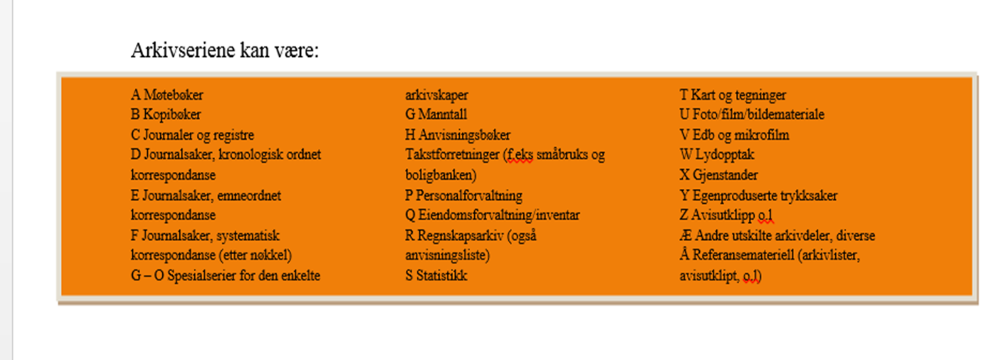 Arkivseriene kan være:
A Møtebøker
B Kopibøker
C Journaler og registre
D Journalsaker, kronologisk ordnet
korrespondanse
E Journalsaker, emneordnet
korrespondanse
F Journalsaker, systematisk
korrespondanse (etter nøkkel)
G – O Spesialserier for den enkelte
arkivskaper
G Manntall
H Anvisningsbøker
Takstforretninger (f.eks småbruks og
boligbanken)
P Personalforvaltning
Q Eiendomsforvaltning/inventar
R Regnskapsarkiv (også
anvisningsliste)
S Statistikk
T Kart og tegninger
U Foto/film/bildemateriale
V Edb og mikrofilm
W Lydopptak
X Gjenstander
Y Egenproduserte trykksaker
Z Avisutklipp o.l
Æ Andre utskilte arkivdeler, diverse
Å Referansemateriell (arkivlister,
avisutklipt, o.l)